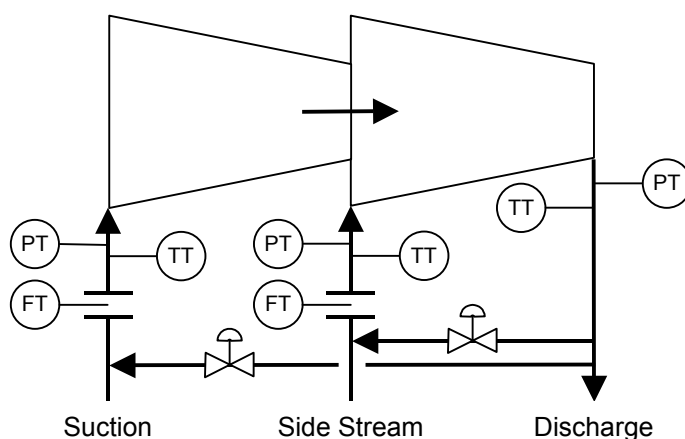 PT
TT
PT TT PT TT
FT FT
Suction Side Stream Discharge